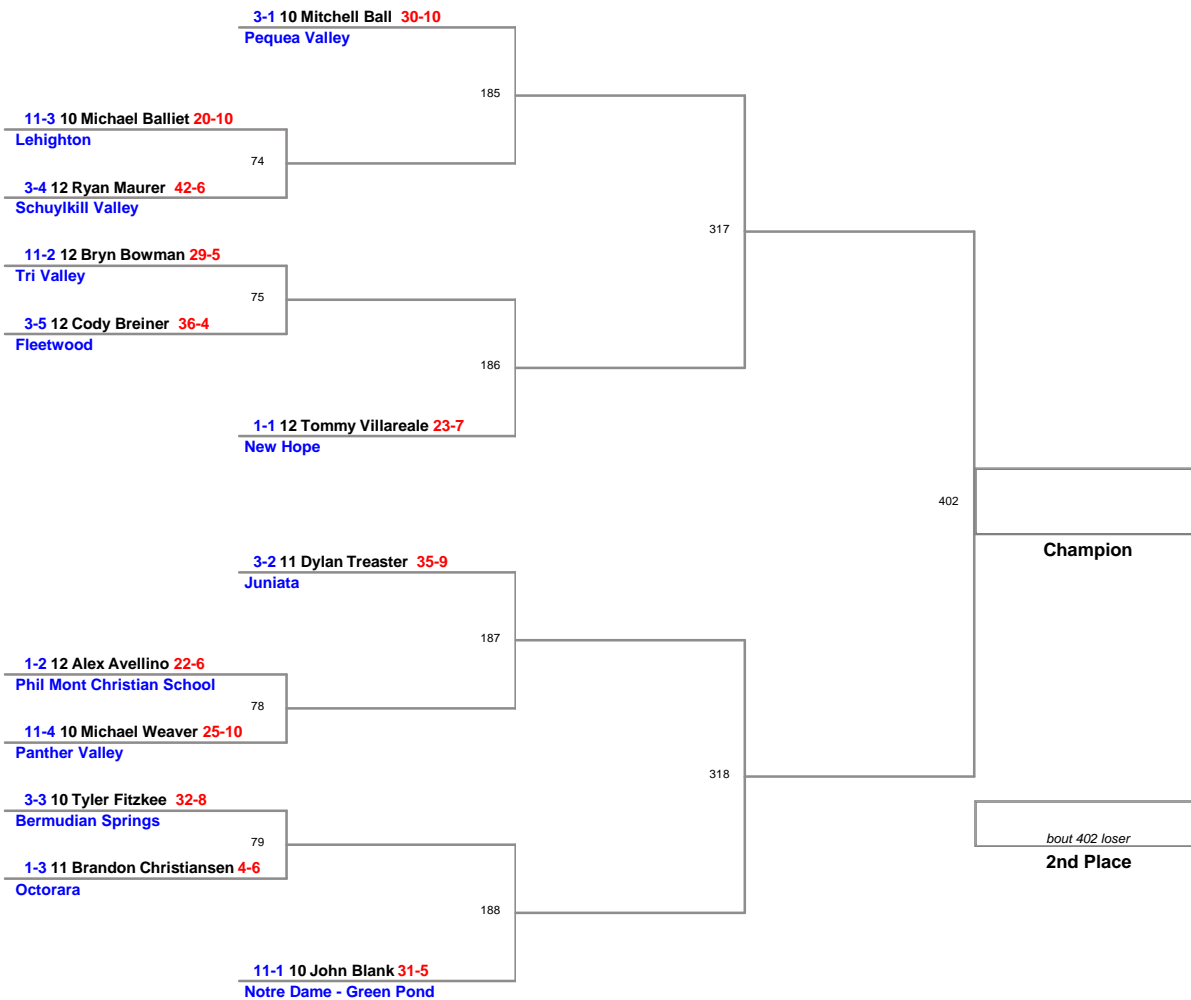 3-1 10 Mitchell Ball 30-10
Pequea Valley
185
11-3 10 Michael Balliet 20-10
Lehighton
74
3-4 12 Ryan Maurer 42-6
Schuylkill Valley
317
11-2 12 Bryn Bowman 29-5
Tri Valley
75
3-5 12 Cody Breiner 36-4
Fleetwood
186
1-1 12 Tommy Villareale 23-7
New Hope
402
Champion
3-2 11 Dylan Treaster 35-9
Juniata
187
1-2 12 Alex Avellino 22-6
Phil Mont Christian School
78
11-4 10 Michael Weaver 25-10
Panther Valley
318
3-3 10 Tyler Fitzkee 32-8
Bermudian Springs
79
bout 402 loser
2nd Place
1-3 11 Brandon Christiansen 4-6
Octorara
188
11-1 10 John Blank 31-5
Notre Dame - Green Pond